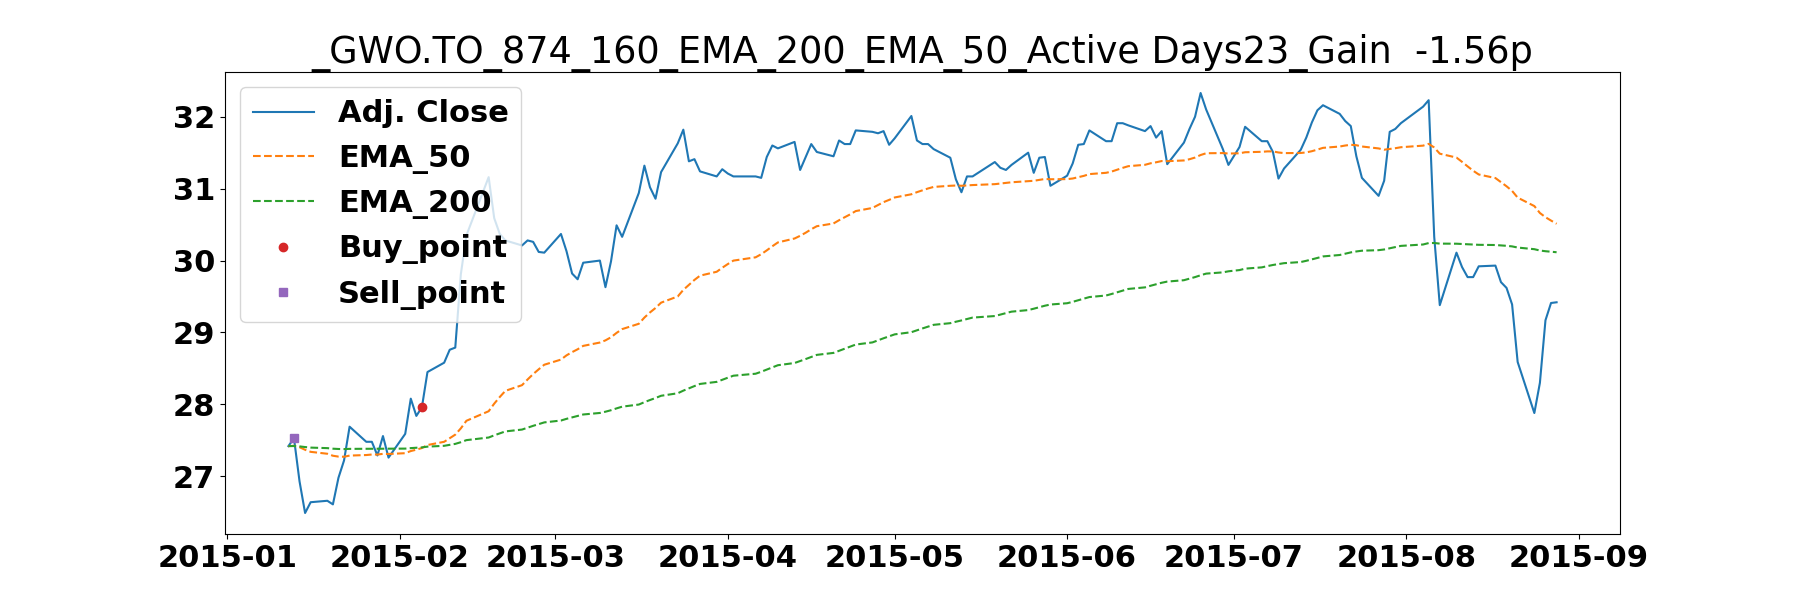 _GWO.TO_874_160_EMA_200_EMA_50_Active Days23_Gain  -1.56p
Adj. Close
EMA_50
EMA_200
Buy_point
Sell_point
32
31
30
29
28
27
2015-01 2015-02 2015-03 2015-04 2015-05 2015-06 2015-07 2015-08 2015-09